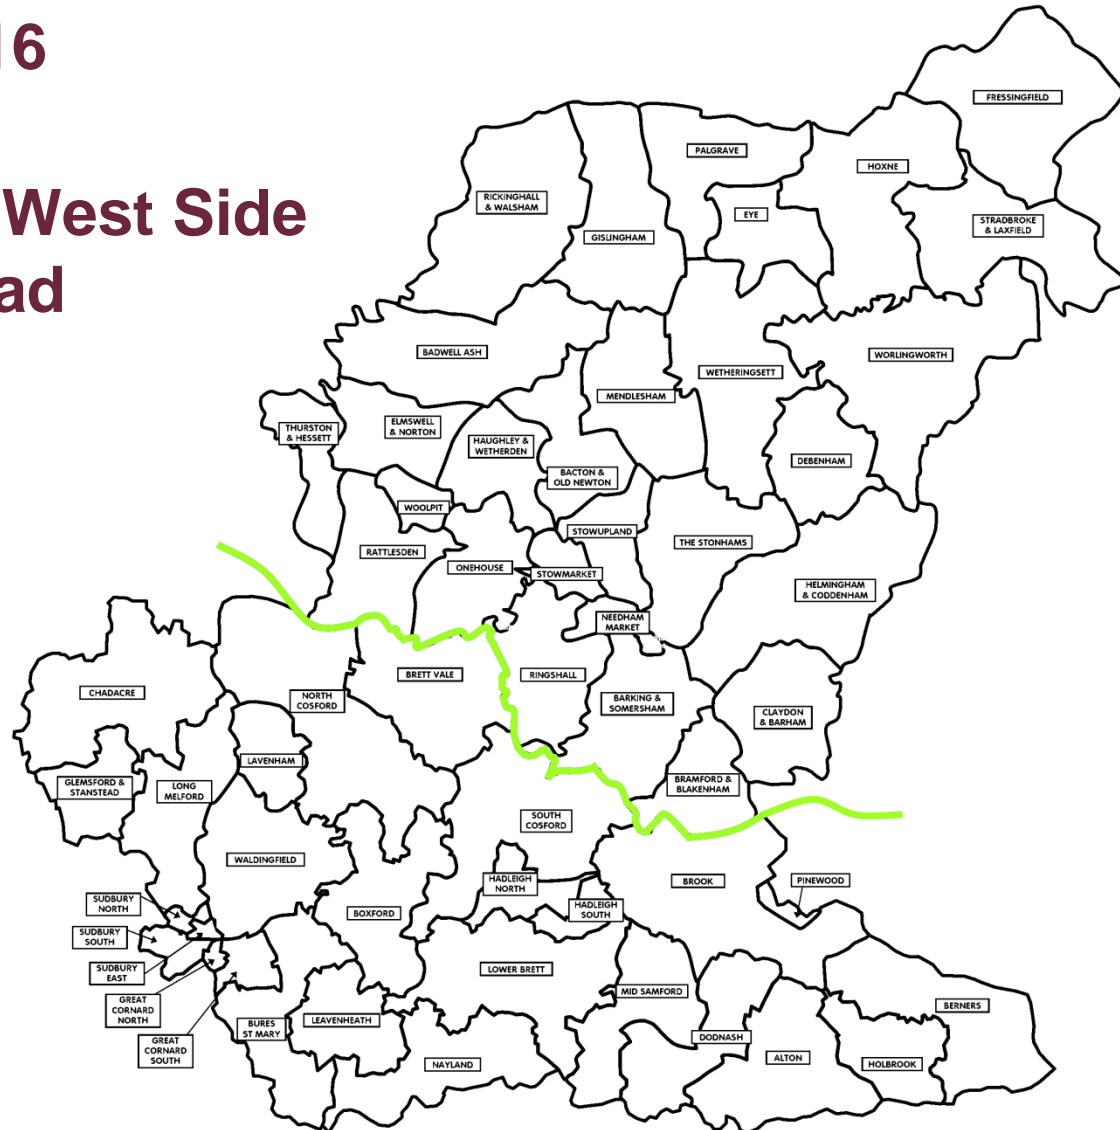 16
West Side
ad
FRESSINGFIELD
PALGRAVE
HOXNE
RICKINGHALL
& WALSHAM
EYE
STRADBROKE
& LAXFIELD
GISLINGHAM
BADWELL ASH
WORLINGWORTH
WETHERINGSETT
MENDLESHAM
THURSTON
& HESSETT
ELMSWELL
& NORTON
HAUGHLEY &
WETHERDEN
DEBENHAM
BACTON &
OLD NEWTON
WOOLPIT
STOWUPLAND
THE STONHAMS
RATTLESDEN
ONEHOUSE
STOWMARKET
HELMINGHAM
& CODDENHAM
NEEDHAM
MARKET
BRETT VALE
RINGSHALL
CHADACRE
NORTH
COSFORD
BARKING &
SOMERSHAM
CLAYDON
& BARHAM
LAVENHAM
GLEMSFORD &
STANSTEAD
LONG
MELFORD
BRAMFORD &
BLAKENHAM
SOUTH
COSFORD
WALDINGFIELD
HADLEIGH
NORTH
BROOK
PINEWOOD
SUDBURY
NORTH
BOXFORD
HADLEIGH
SOUTH
SUDBURY
SOUTH
SUDBURY
EAST
LOWER BRETT
MID SAMFORD
GREAT
CORNARD
NORTH
BERNERS
BURES
ST MARY
LEAVENHEATH
DODNASH
GREAT
CORNARD
SOUTH
NAYLAND
ALTON
HOLBROOK